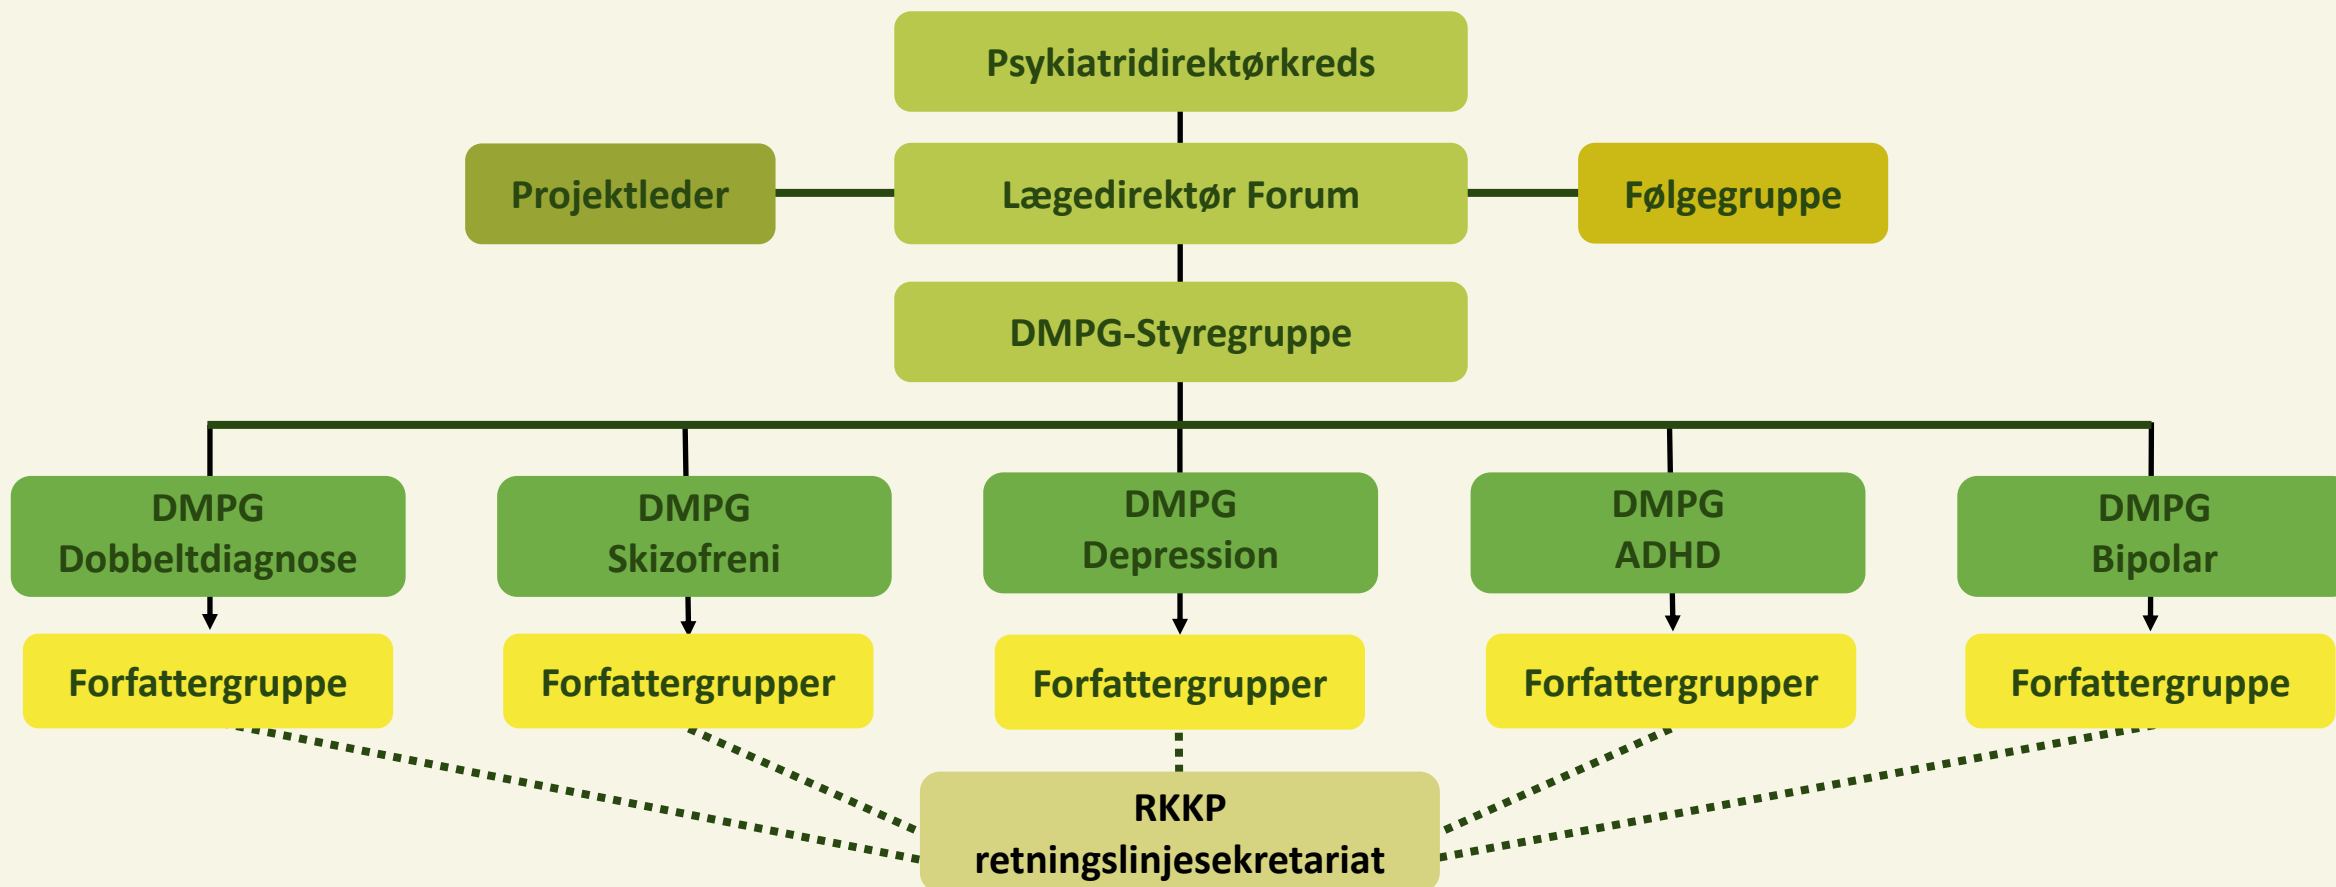 Psykiatridirektørkreds
Projektleder
Lægedirektør Forum
Følgegruppe
DMPG-Styregruppe
DMPG
Dobbeltdiagnose
DMPG
Skizofreni
DMPG
Depression
DMPG
ADHD
DMPG
Bipolar
Forfattergruppe
Forfattergrupper
Forfattergrupper
Forfattergrupper
Forfattergruppe
RKKP
retningslinjesekretariat